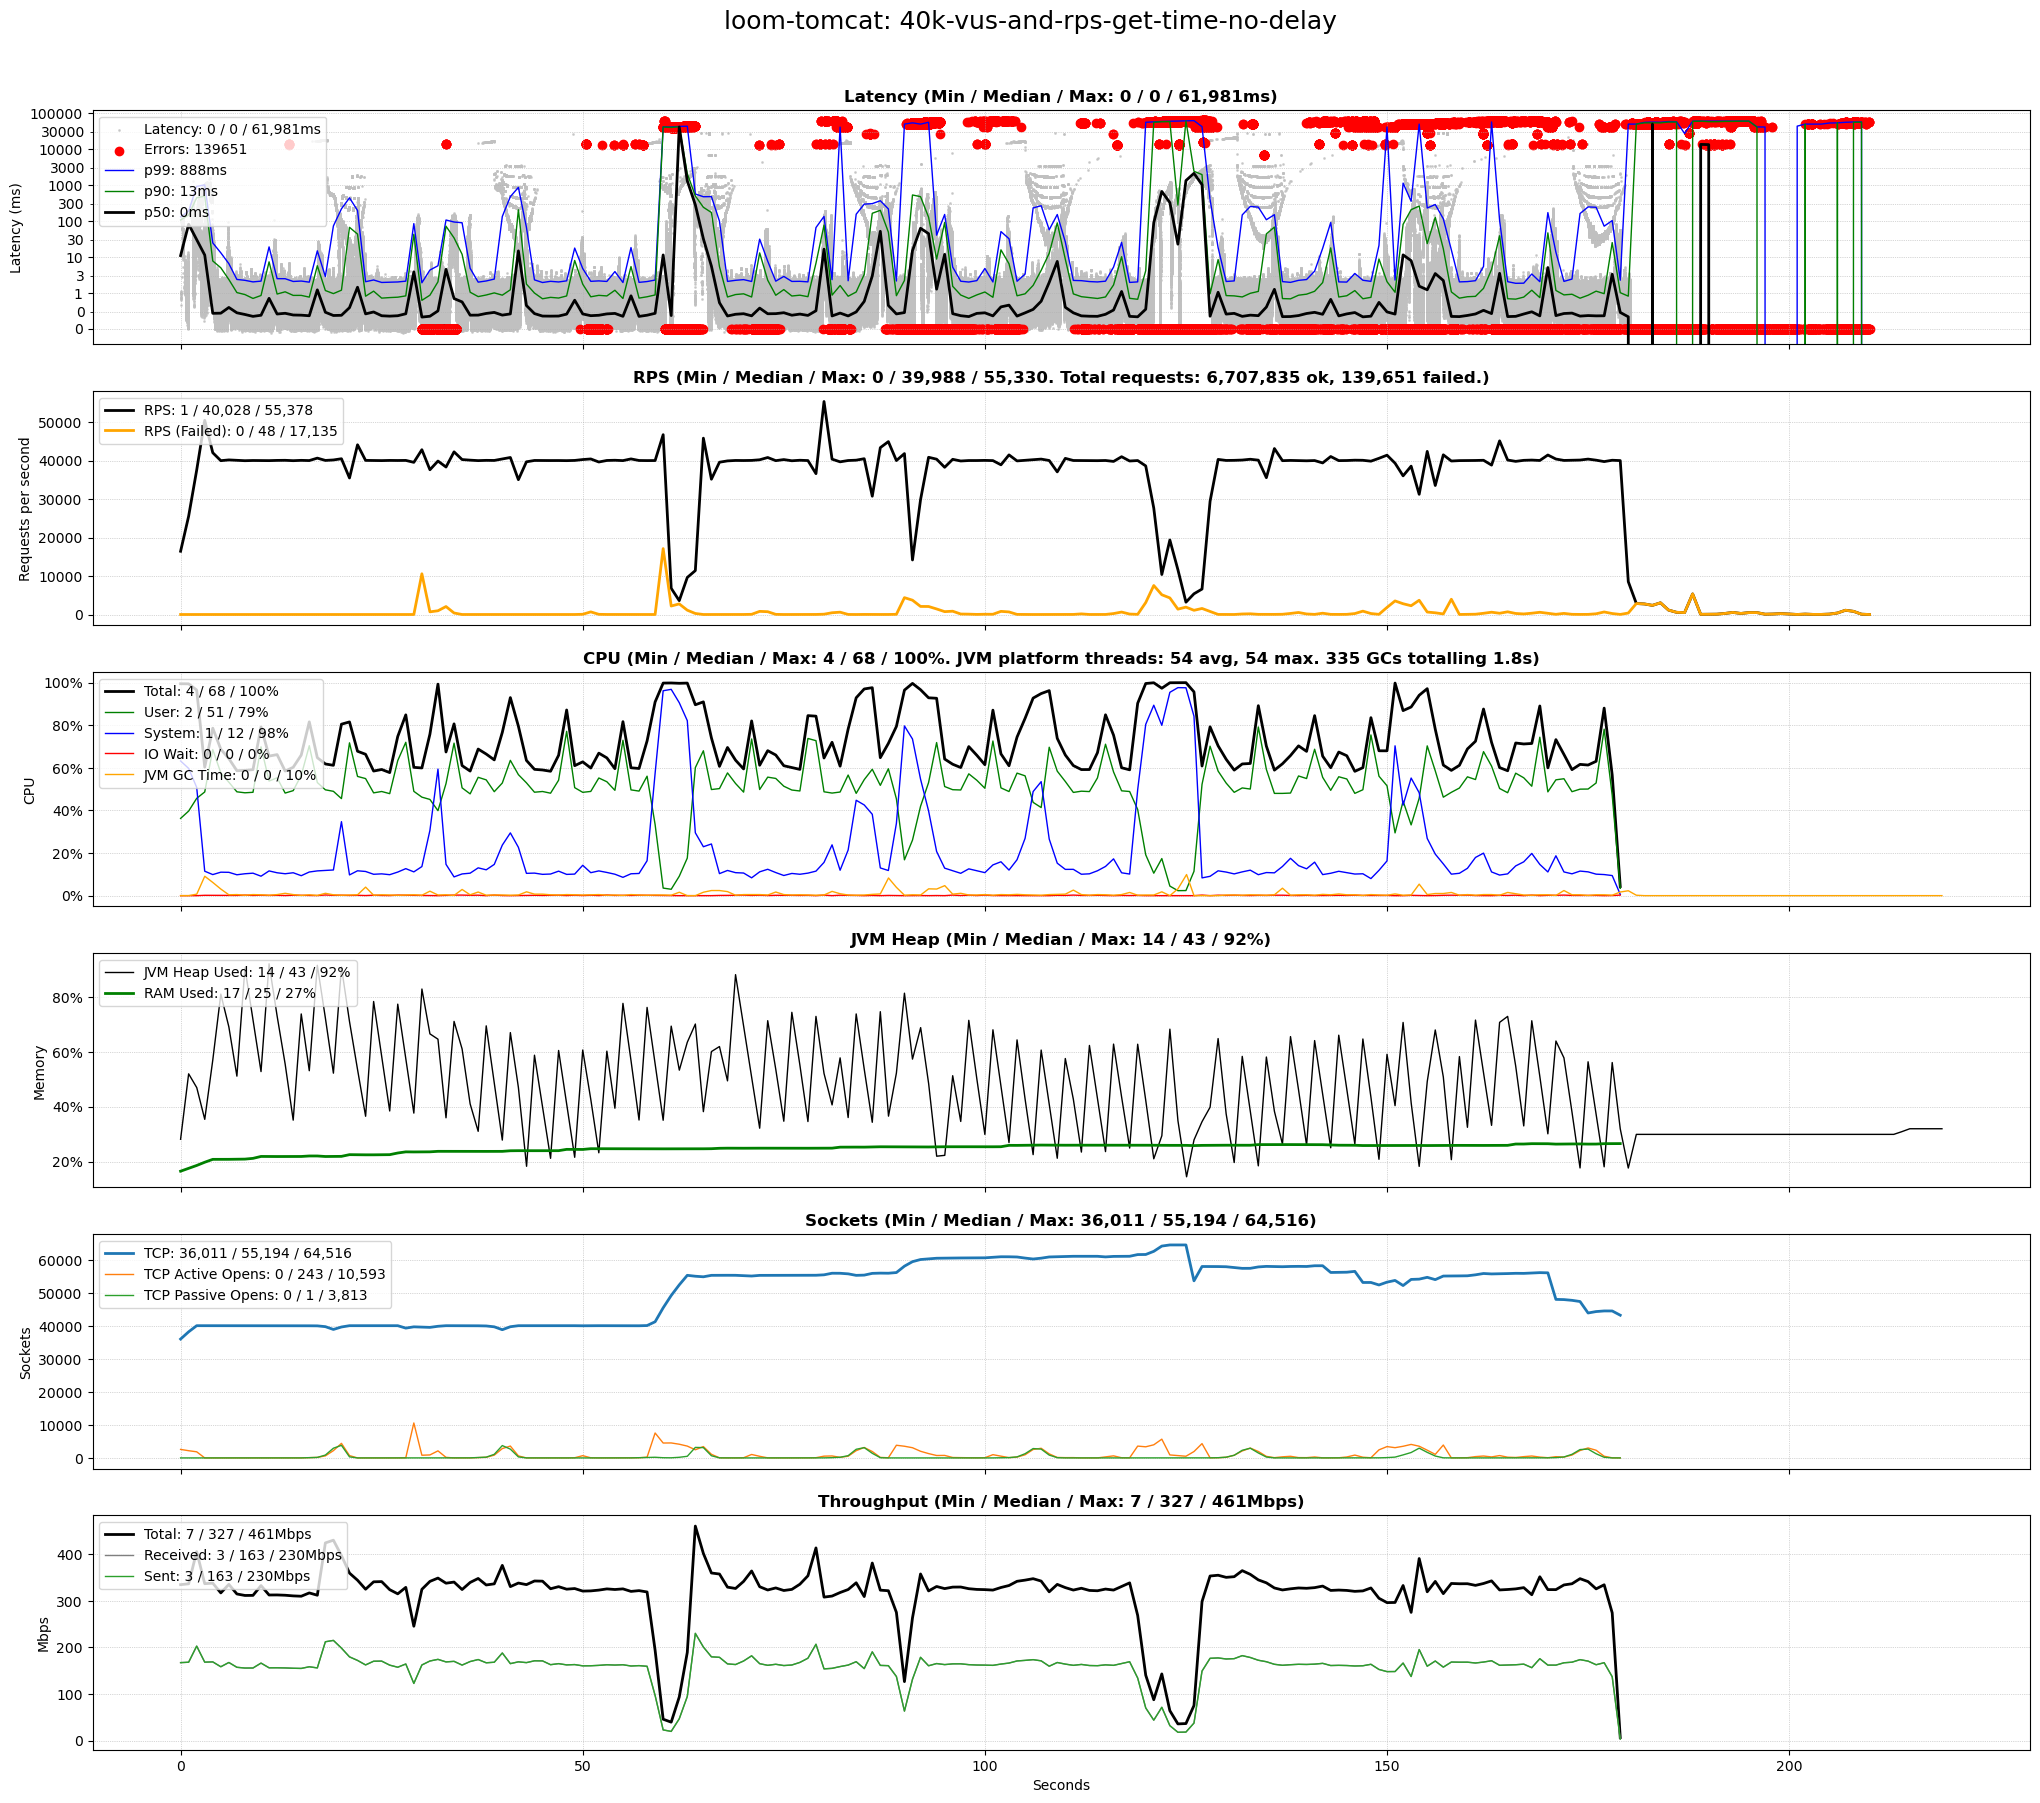 loom-tomcat: 40k-vus-and-rps-get-time-no-delay
Latency (Min / Median / Max: 0 / 0 / 61,981ms)
Latency (ms)
100000
30000
10000
3000
1000
300
100
30
10
3
1
0
0
Latency: 0 / 0 / 61,981ms
Errors: 139651
p99: 888ms
p90: 13ms
p50: 0ms
RPS (Min / Median / Max: 0 / 39,988 / 55,330. Total requests: 6,707,835 ok, 139,651 failed.)
Requests per second
50000
40000
30000
20000
10000
0
RPS: 1 / 40,028 / 55,378
RPS (Failed): 0 / 48 / 17,135
CPU (Min / Median / Max: 4 / 68 / 100%. JVM platform threads: 54 avg, 54 max. 335 GCs totalling 1.8s)
CPU
100%
80%
60%
40%
20%
0%
Total: 4 / 68 / 100%
User: 2 / 51 / 79%
System: 1 / 12 / 98%
IO Wait: 0 / 0 / 0%
JVM GC Time: 0 / 0 / 10%
JVM Heap (Min / Median / Max: 14 / 43 / 92%)
Memory
80%
60%
40%
20%
JVM Heap Used: 14 / 43 / 92%
RAM Used: 17 / 25 / 27%
Sockets (Min / Median / Max: 36,011 / 55,194 / 64,516)
Sockets
60000
50000
40000
30000
20000
10000
0
TCP: 36,011 / 55,194 / 64,516
TCP Active Opens: 0 / 243 / 10,593
TCP Passive Opens: 0 / 1 / 3,813
Throughput (Min / Median / Max: 7 / 327 / 461Mbps)
Mbps
400
300
200
100
0
Total: 7 / 327 / 461Mbps
Received: 3 / 163 / 230Mbps
Sent: 3 / 163 / 230Mbps
0
50
100
150
200
Seconds